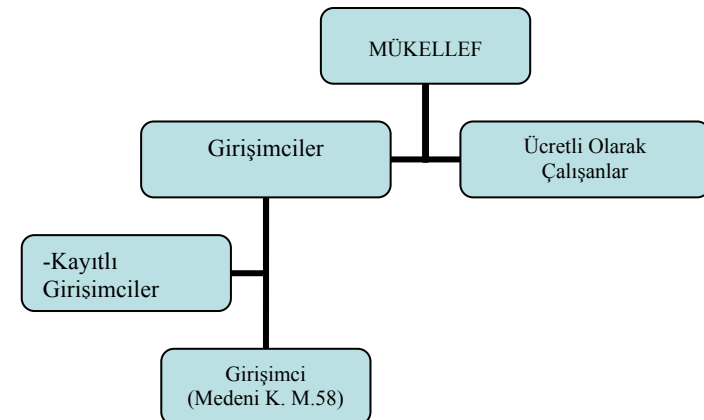 MÜKELLEF
Girişimciler
Ücretli Olarak
Çalışanlar
-Kayıtlı
Girişimciler
Girişimci
(Medeni K. M.58)